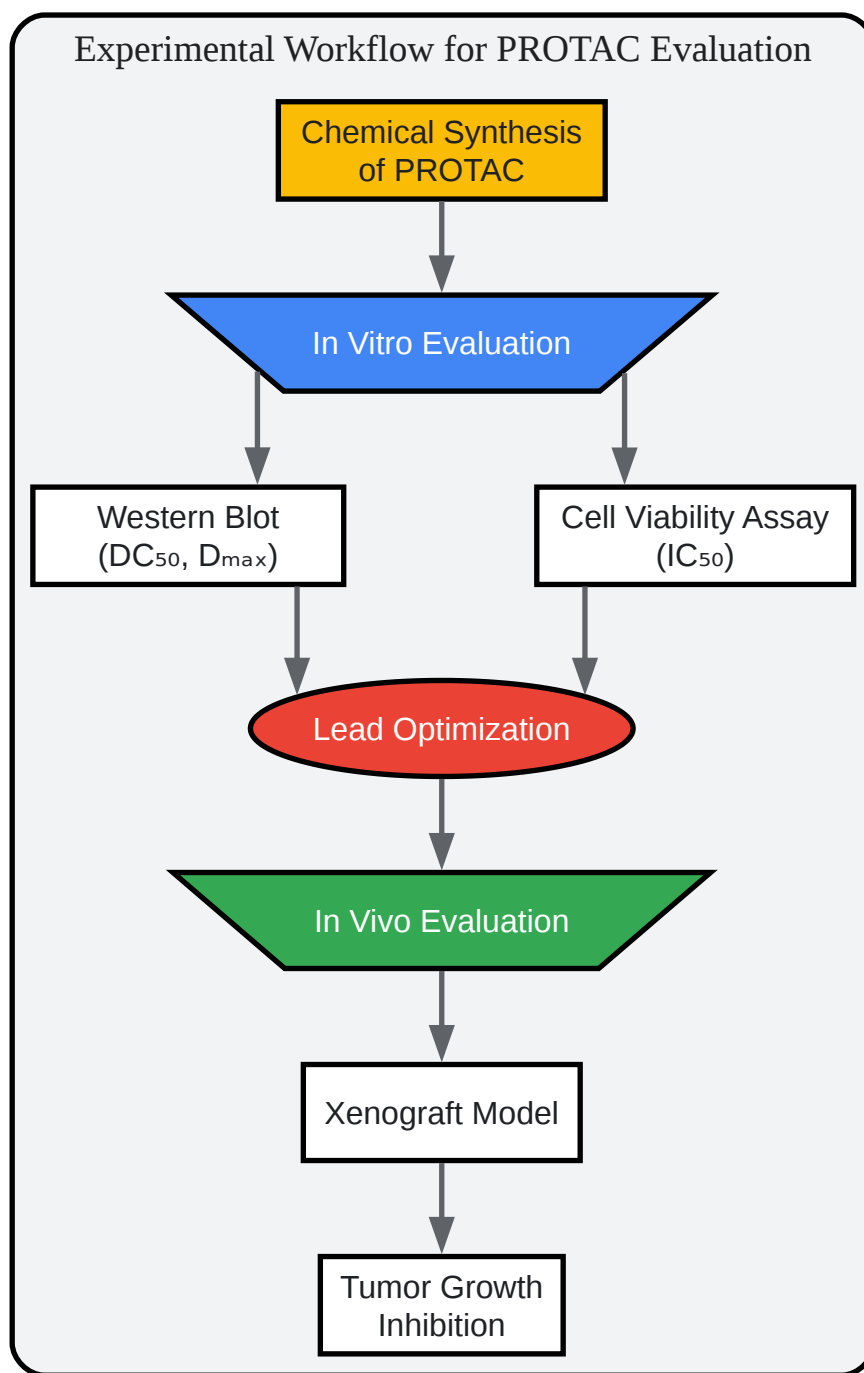 Experimental Workflow for PROTAC Evaluation
Chemical Synthesis
of PROTAC
In Vitro Evaluation
Western Blot
(DC₅₀, Dₘₐₓ)
Cell Viability Assay
(IC₅₀)
Lead Optimization
In Vivo Evaluation
Xenograft Model
Tumor Growth
Inhibition